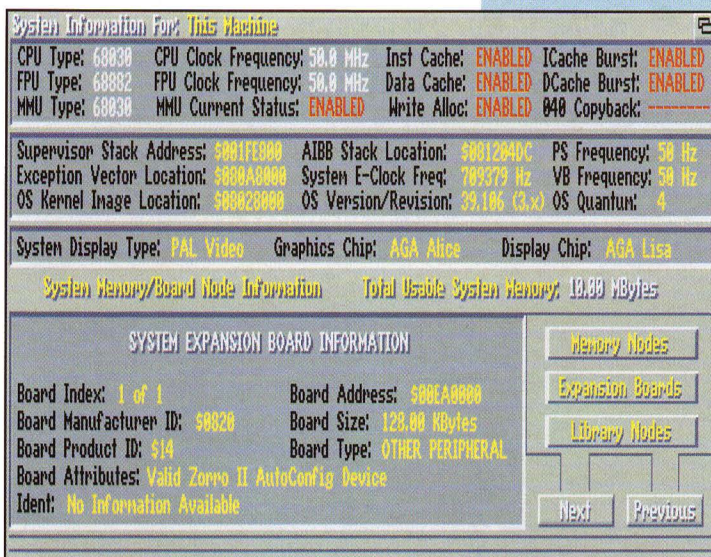 System Information For: This Machine
CPU Type: 68030 CPU Clock Frequency: 50.0 MHz Inst Cache: ENABLED ICache Burst: ENABLED
FPU Type: 68882 FPU Clock Frequency: 50.0 MHz Data Cache: ENABLED DCache Burst: ENABLED
MMU Type: 68030 MMU Current Status: ENABLED Write Alloc: ENABLED 040 Copyback: --------
Supervisor Stack Address: $001FE800 AIBB Stack Location: $081204DC PS Frequency: 50 Hz
Exception Vector Location: $080A8000 System E-Clock Freq: 709379 Hz VB Frequency: 50 Hz
OS Kernel Image Location: $08028000 OS Version/Revision: 39.106 (3.x) OS Quantum: 4
System Display Type: PAL Video Graphics Chip: AGA Alice Display Chip: AGA Lisa
System Memory/Board Node Information Total Usable System Memory: 10.00 MBytes
SYSTEM EXPANSION BOARD INFORMATION
Board Index: 1 of 1 Board Address: $00EA0000
Board Manufacturer ID: $0820 Board Size: 128.00 KBytes
Board Product ID: $14 Board Type: OTHER PERIPHERAL
Board Attributes: Valid Zorro II AutoConfig Device
Ident: No Information Available
Memory Nodes
Expansion Boards
Library Nodes
Next Previous